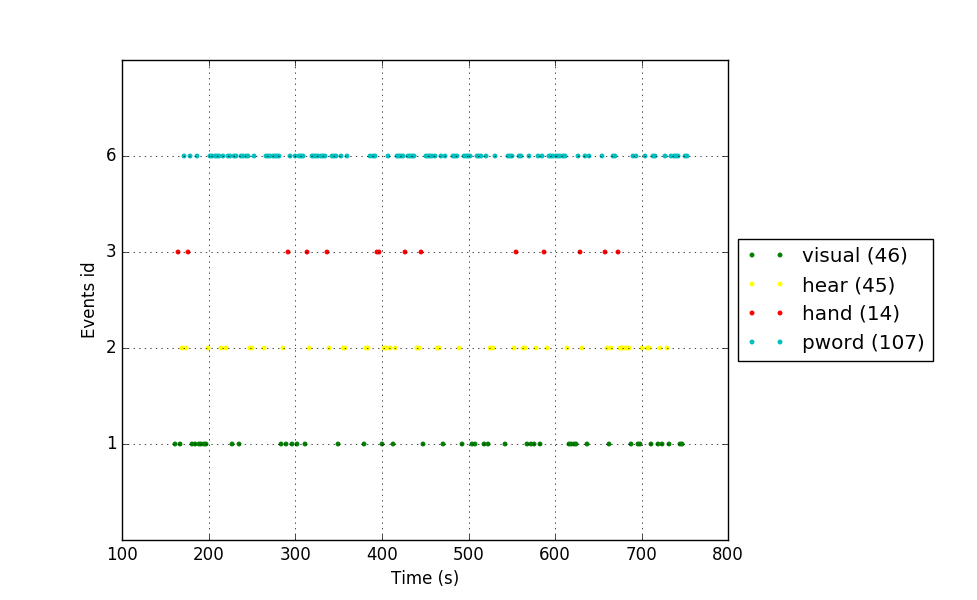 6
3
2
1
Events id
100 200 300 400 500 600 700 800
Time (s)
visual (46)
hear (45)
hand (14)
pword (107)